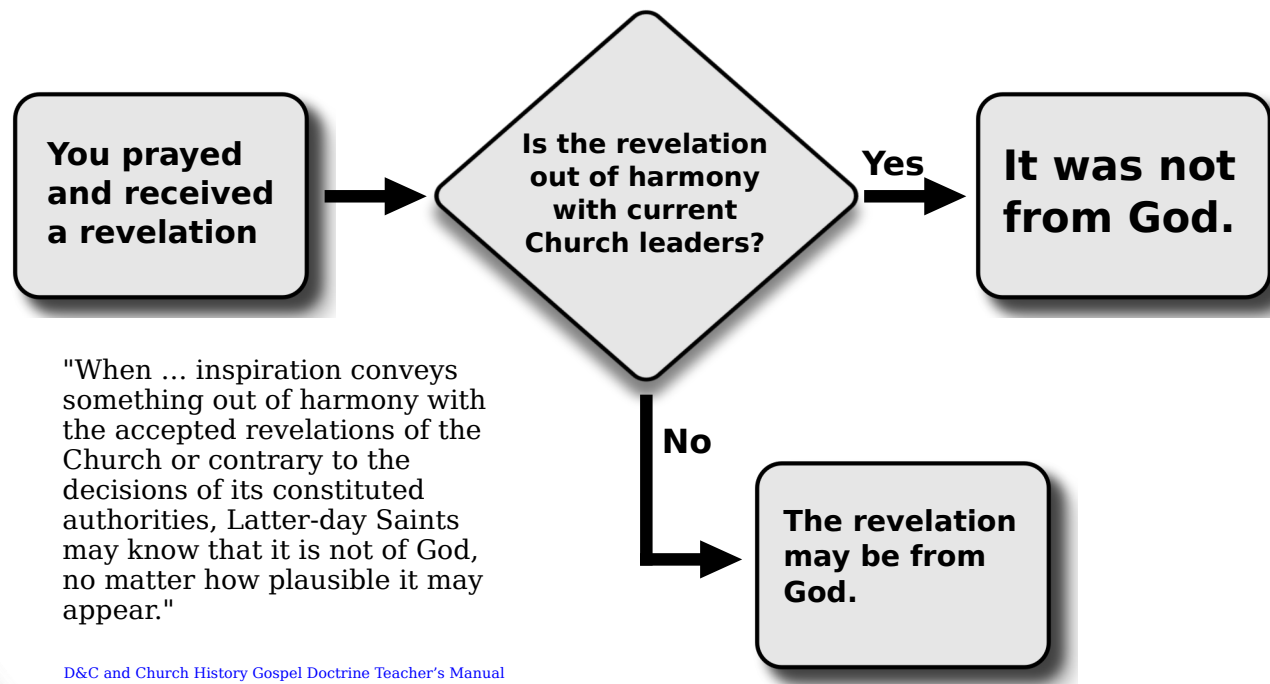 You prayed
and received
a revelation
Is the revelation
out of harmony
with current
Church leaders?
Yes
It was not
from God.
No
The revelation
may be from
God.
"When ... inspiration conveys
something out of harmony with
the accepted revelations of the
Church or contrary to the
decisions of its constituted
authorities, Latter-day Saints
may know that it is not of God,
no matter how plausible it may
appear."
D&C and Church History Gospel Doctrine Teacher’s Manual